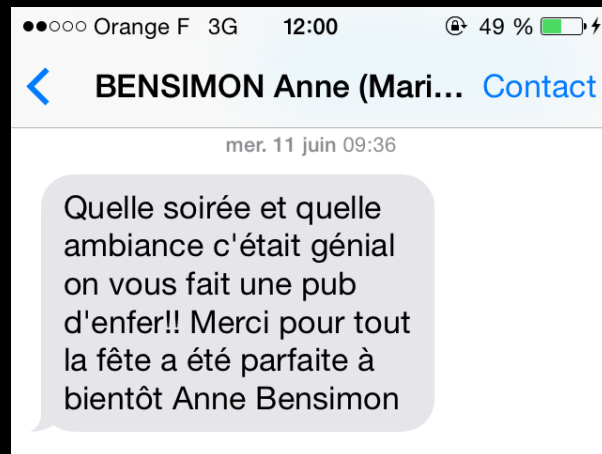 Orange F 3G 12:00 49 %
BENSIMON Anne (Mari... Contact
mer. 11 juin 09:36
Quelle soirée et quelle
ambiance c'était génial
on vous fait une pub
d'enfer!! Merci pour tout
la fête a été parfaite à
bientôt Anne Bensimon